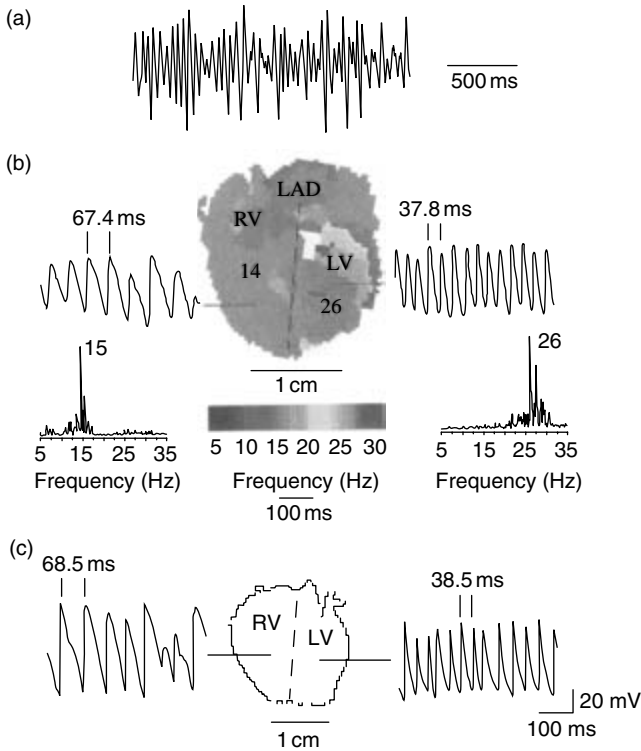 (a)
500 ms
(b)
67.4 ms
LAD
RV
LV
14
26
37.8 ms
15
1 cm
26
5 15 25 35
5 10 15 20 25 30
5 15 25 35
Frequency (Hz)
Frequency (Hz)
Frequency (Hz)
100 ms
(c)
68.5 ms
RV
LV
38.5 ms
1 cm
20 mV
100 ms